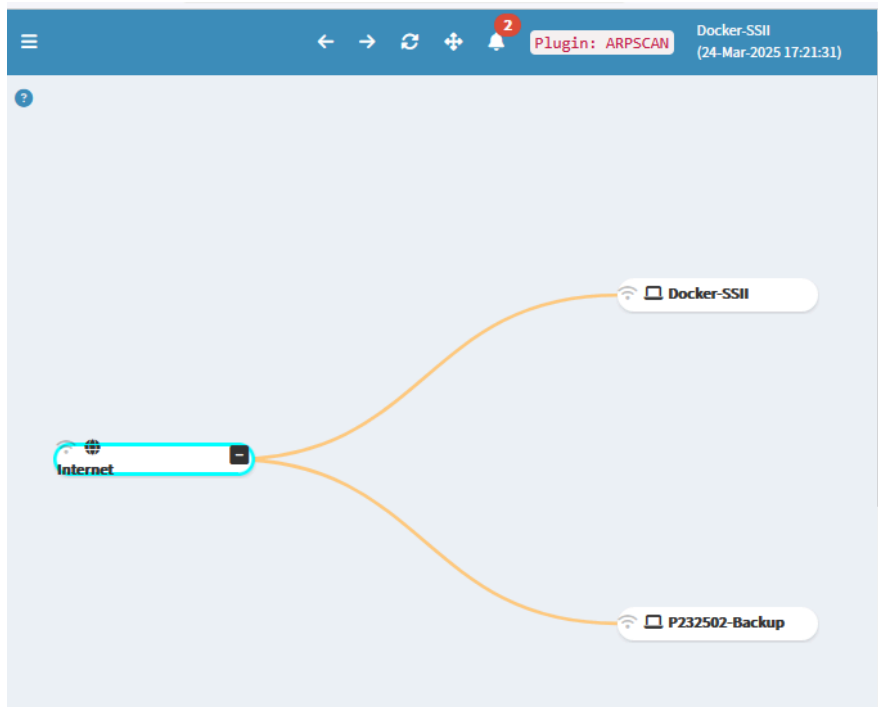 2
Plugin: ARPSCAN
Docker-SSII
(24-Mar-2025 17:21:31)
?
Docker-SSII
Internet
P232502-Backup